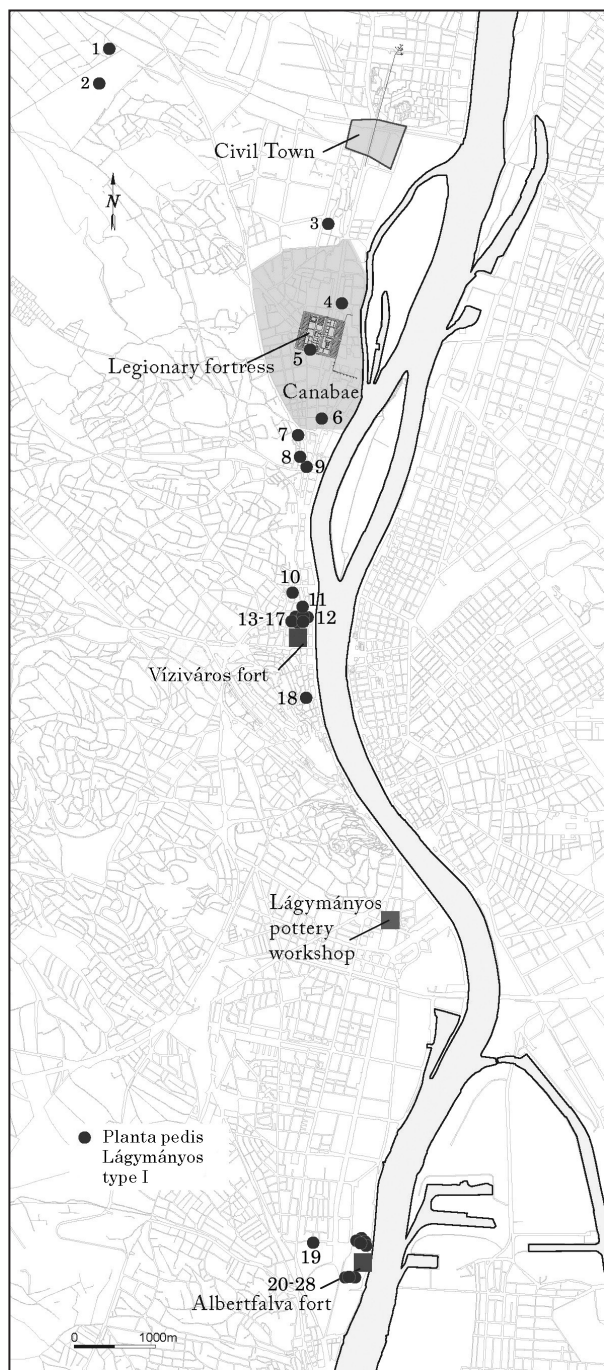 1
2
Civil Town
N
3
4
Legionary fortress
5
Canabae
6
7
8
9
10
11
13-17
12
Víziváros fort
18
Lágymányos
pottery
workshop
Planta pedis
Lágymányos
type I
19
20-28
Albertfalva fort
0
1000m